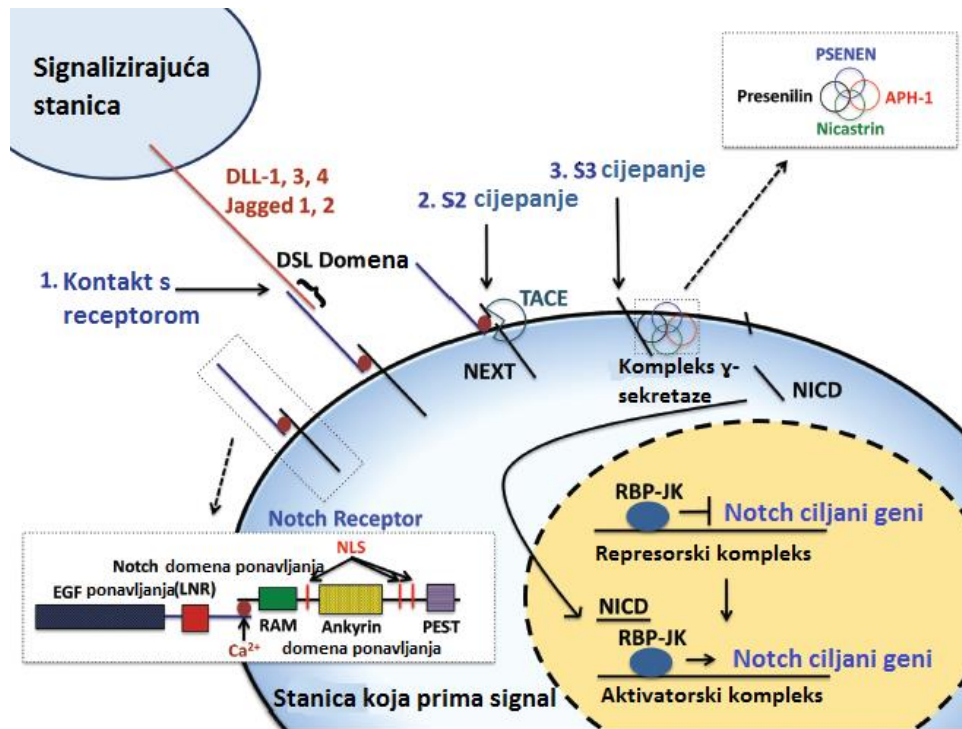 Signalizirajuća
stanica
PSENEN
Presenilin
APH-1
Nicastrin
DLL-1, 3, 4
Jagged 1, 2
3. S3 cijepanje
2. S2 cijepanje
DSL Domena
1. Kontakt s
receptorom
TACE
NEXT
Kompleks ɣ-
sekretaze
NICD
Notch Receptor
NLS
Notch domena ponavljanja
EGF ponavljanja(LNR)
RAM
Ankyrin
PEST
Ca²⁺
domena ponavljanja
RBP-JK
Notch ciljani geni
Represorski kompleks
NICD
RBP-JK
Notch ciljani geni
Aktivatorski kompleks
Stanica koja prima signal